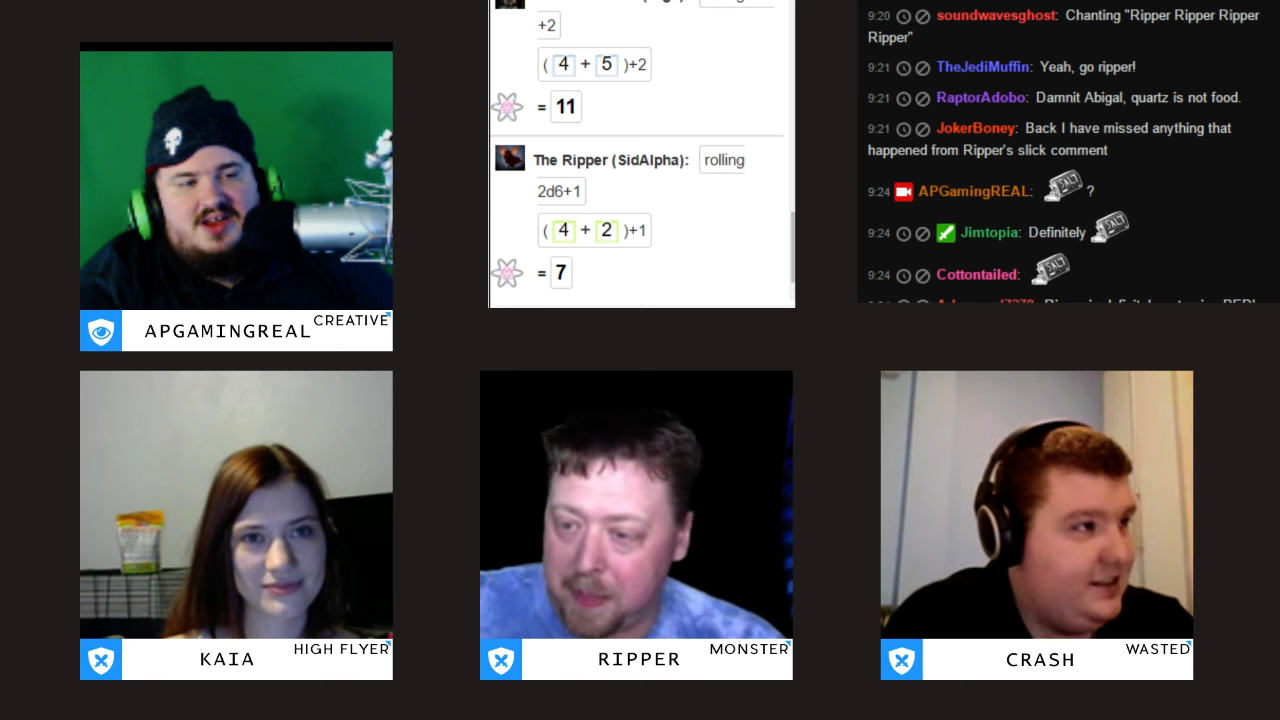 +2
( 4 + 5 )+2
= 11
The Ripper (SidAlpha): rolling
2d6+1
( 4 + 2 )+1
= 7
9:20 soundwavesghost: Chanting "Ripper Ripper Ripper
Ripper"
9:21 TheJediMuffin: Yeah, go ripper!
9:21 RaptorAdobo: Damnit Abigal, quartz is not food.
9:21 JokerBoney: Back I have missed anything that
happened from Ripper's slick comment
9:24 APGamingREAL: SALT ?
9:24 Jimtopia: Definitely SALT
9:24 Cottontailed: SALT
APGAMINGREAL CREATIVE
KAIA HIGH FLYER
RIPPER MONSTER
CRASH WASTED